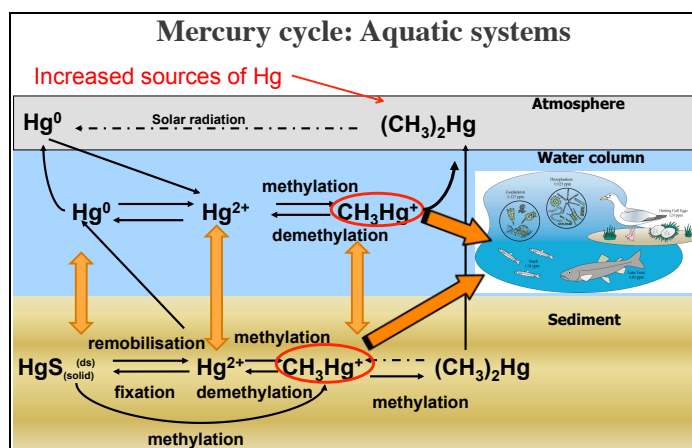 Mercury cycle: Aquatic systems
Increased sources of Hg
Atmosphere
Hg⁰
Solar radiation
(CH₃)₂Hg
Water column
methylation
Hg⁰
Hg²⁺
CH₃Hg⁺
demethylation
Sediment
remobilisation
methylation
HgS (ds)
(solid)
Hg²⁺
CH₃Hg⁺
(CH₃)₂Hg
fixation
demethylation
methylation
methylation